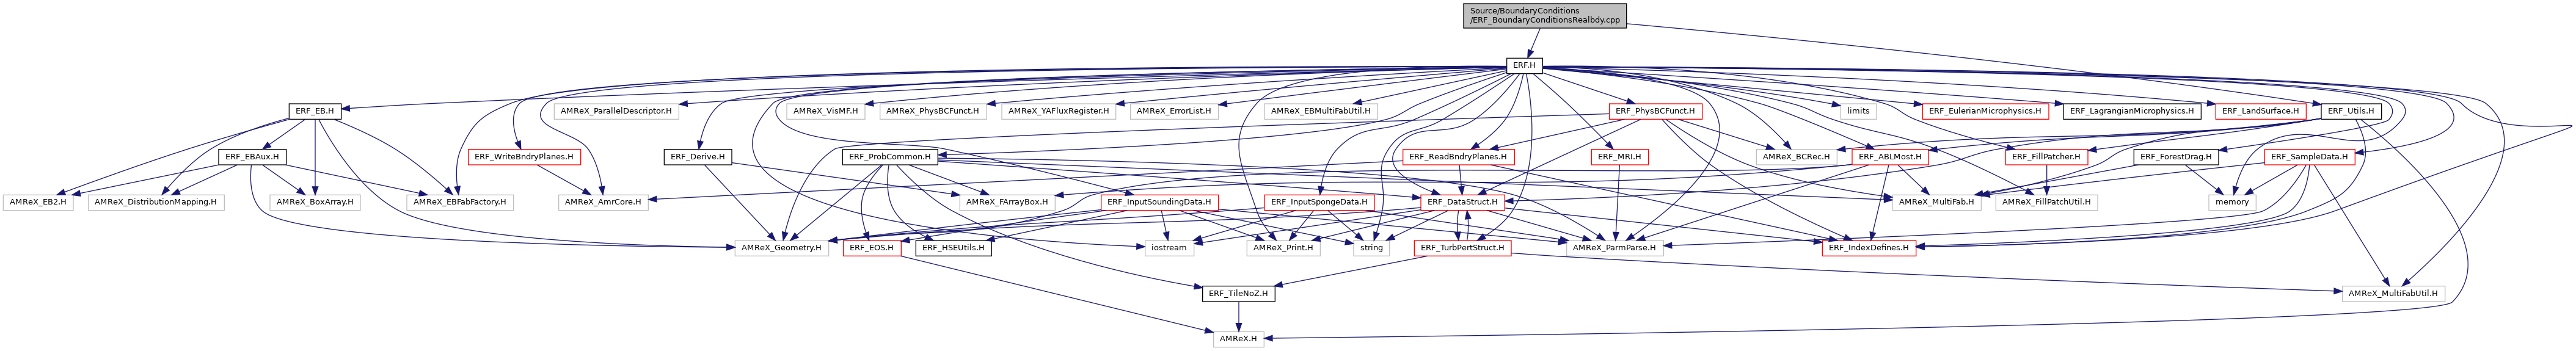 Source/BoundaryConditions
/ERF_BoundaryConditionsRealbdy.cpp
ERF.H
ERF_EB.H
AMReX_ParallelDescriptor.H
AMReX_VisMF.H
AMReX_PhysBCFunct.H
AMReX_YAFluxRegister.H
AMReX_ErrorList.H
AMReX_EBMultiFabUtil.H
ERF_PhysBCFunct.H
limits
ERF_EulerianMicrophysics.H
ERF_LagrangianMicrophysics.H
ERF_LandSurface.H
ERF_Utils.H
ERF_EBAux.H
ERF_WriteBndryPlanes.H
ERF_Derive.H
ERF_ProbCommon.H
ERF_ReadBndryPlanes.H
ERF_MRI.H
AMReX_BCRec.H
ERF_ABLMost.H
ERF_FillPatcher.H
ERF_ForestDrag.H
ERF_SampleData.H
AMReX_EB2.H
AMReX_DistributionMapping.H
AMReX_BoxArray.H
AMReX_EBFabFactory.H
AMReX_AmrCore.H
AMReX_FArrayBox.H
ERF_InputSoundingData.H
ERF_InputSpongeData.H
ERF_DataStruct.H
AMReX_MultiFab.H
AMReX_FillPatchUtil.H
memory
AMReX_Geometry.H
ERF_EOS.H
ERF_HSEUtils.H
iostream
AMReX_Print.H
string
ERF_TurbPertStruct.H
AMReX_ParmParse.H
ERF_IndexDefines.H
ERF_TileNoZ.H
AMReX_MultiFabUtil.H
AMReX.H